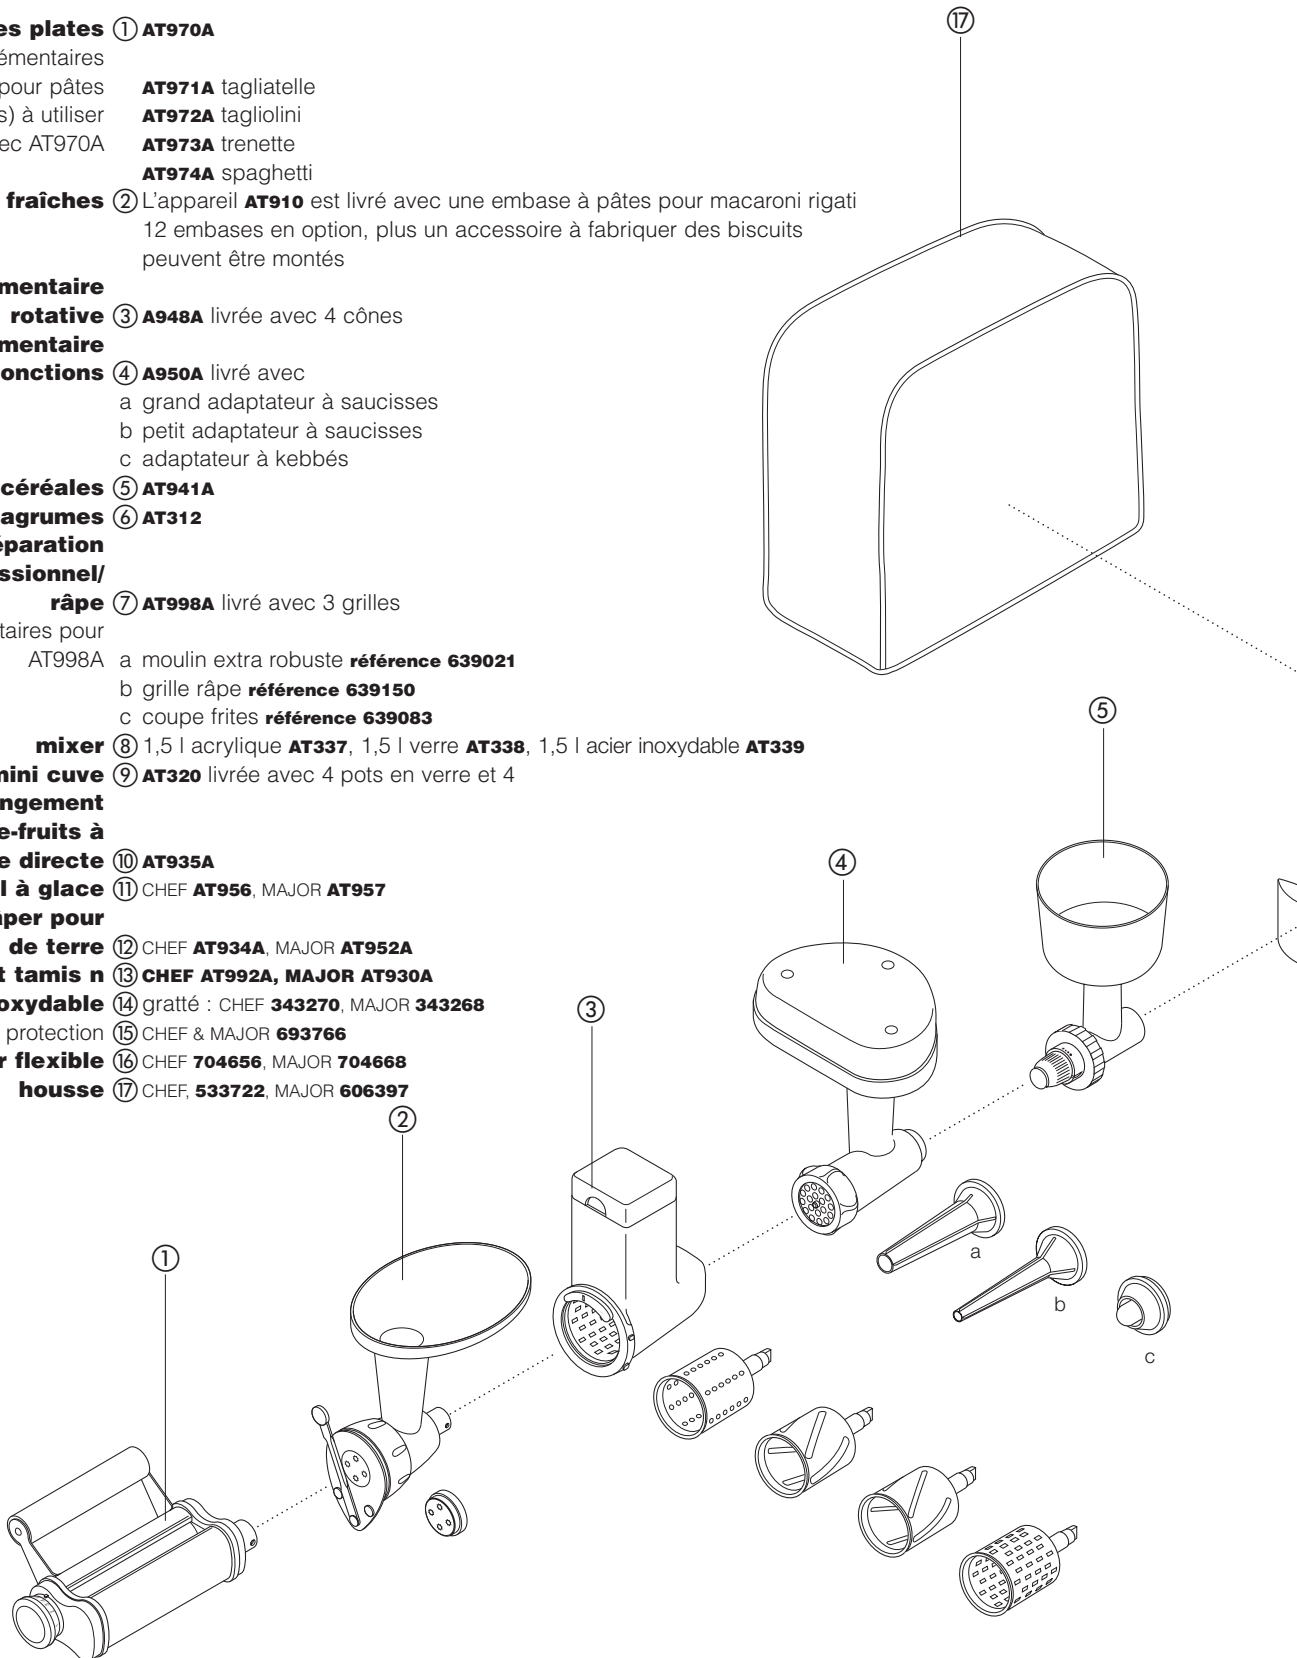 es plates ① AT970A
émentaires
pour pâtes AT971A tagliatelle
s) à utiliser AT972A tagliolini
ec AT970A AT973A trenette
AT974A spaghetti
fraîches ② L'appareil AT910 est livré avec une embase à pâtes pour macaroni rigati
12 embases en option, plus un accessoire à fabriquer des biscuits
peuvent être montés
mentaire
rotative ③ A948A livrée avec 4 cônes
mentaire
onctions ④ A950A livré avec
a grand adaptateur à saucisses
b petit adaptateur à saucisses
c adaptateur à kebbés
céréales ⑤ AT941A
agrumes ⑥ AT312
éparation
ssionnel/
râpe ⑦ AT998A livré avec 3 grilles
taires pour
AT998A a moulin extra robuste référence 639021
b grille râpe référence 639150
c coupe frites référence 639083
mixer ⑧ 1,5 l acrylique AT337, 1,5 l verre AT338, 1,5 l acier inoxydable AT339
mini cuve ⑨ AT320 livrée avec 4 pots en verre et 4
ngement
e-fruits à
e directe ⑩ AT935A
l à glace ⑪ CHEF AT956, MAJOR AT957
âper pour
de terre ⑫ CHEF AT934A, MAJOR AT952A
t tamis n ⑬ CHEF AT992A, MAJOR AT930A
oxydable ⑭ gratté : CHEF 343270, MAJOR 343268
protection ⑮ CHEF & MAJOR 693766
r flexible ⑯ CHEF 704656, MAJOR 704668
housse ⑰ CHEF, 533722, MAJOR 606397
⑰
⑤
④
③
②
①
a
b
c